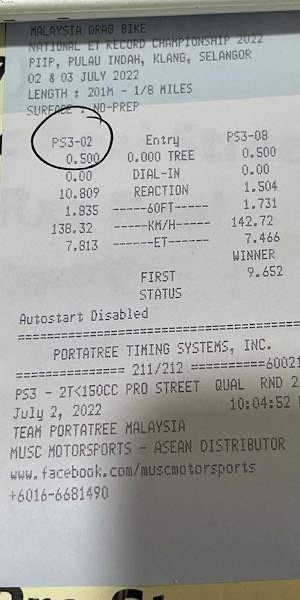 MALAYSIA DRAG BIKE
NATIONAL ET RECORD CHAMPIONSHIP 2022
PIIP, PULAU INDAH, KLANG, SELANGOR
02 & 03 JULY 2022
LENGTH : 201M - 1/8 MILES
SURFACE : NO-PREP
PS3-02 Entry PS3-08
0.500 0.000 TREE 0.500
0.00 DIAL-IN 0.00
10.809 REACTION 1.504
1.835 -----60FT----- 1.731
138.32 -----KM/H----- 142.72
7.813 ------ET------ 7.466
WINNER
FIRST 9.652
STATUS
Autostart Disabled
PORTATREE TIMING SYSTEMS, INC.
================ 211/212 ===========60021
PS3 - 2T<150CC PRO STREET QUAL RND 2
July 2, 2022 10:04:52
TEAM PORTATREE MALAYSIA
MUSC MOTORSPORTS - ASEAN DISTRIBUTOR
www.facebook.com/muscmotorsports
+6016-6681490